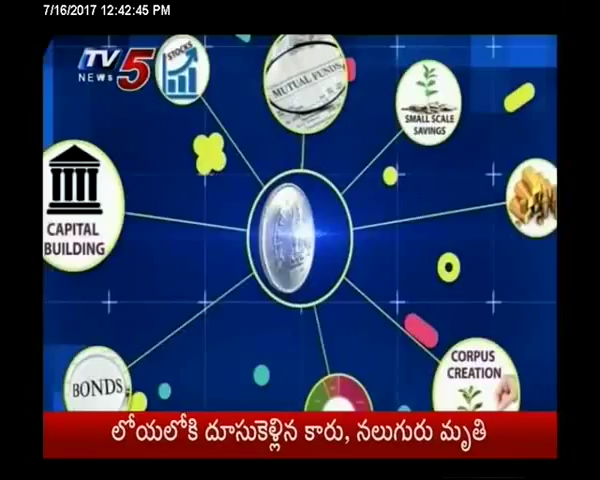 7/16/2017 12:42:45 PM
TV5
NEWS
STOCKS
MUTUAL FUNDS
SMALL SCALE
SAVINGS
CAPITAL
BUILDING
BONDS
CORPUS
CREATION
లోయలోకి దూసుకెళ్లిన కారు, నలుగురు మృతి